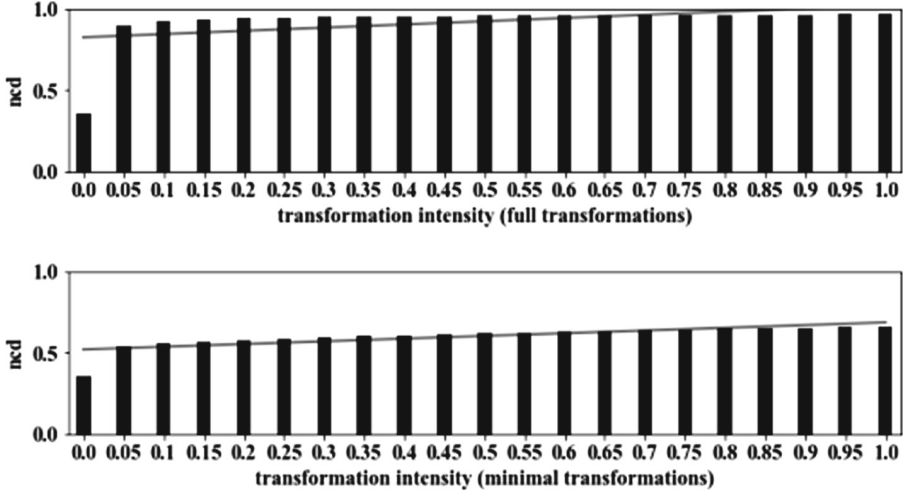 1.0
ncd
0.5
0.0
0.0 0.05 0.1 0.15 0.2 0.25 0.3 0.35 0.4 0.45 0.5 0.55 0.6 0.65 0.7 0.75 0.8 0.85 0.9 0.95 1.0
transformation intensity (full transformations)
1.0
ncd
0.5
0.0
0.0 0.05 0.1 0.15 0.2 0.25 0.3 0.35 0.4 0.45 0.5 0.55 0.6 0.65 0.7 0.75 0.8 0.85 0.9 0.95 1.0
transformation intensity (minimal transformations)